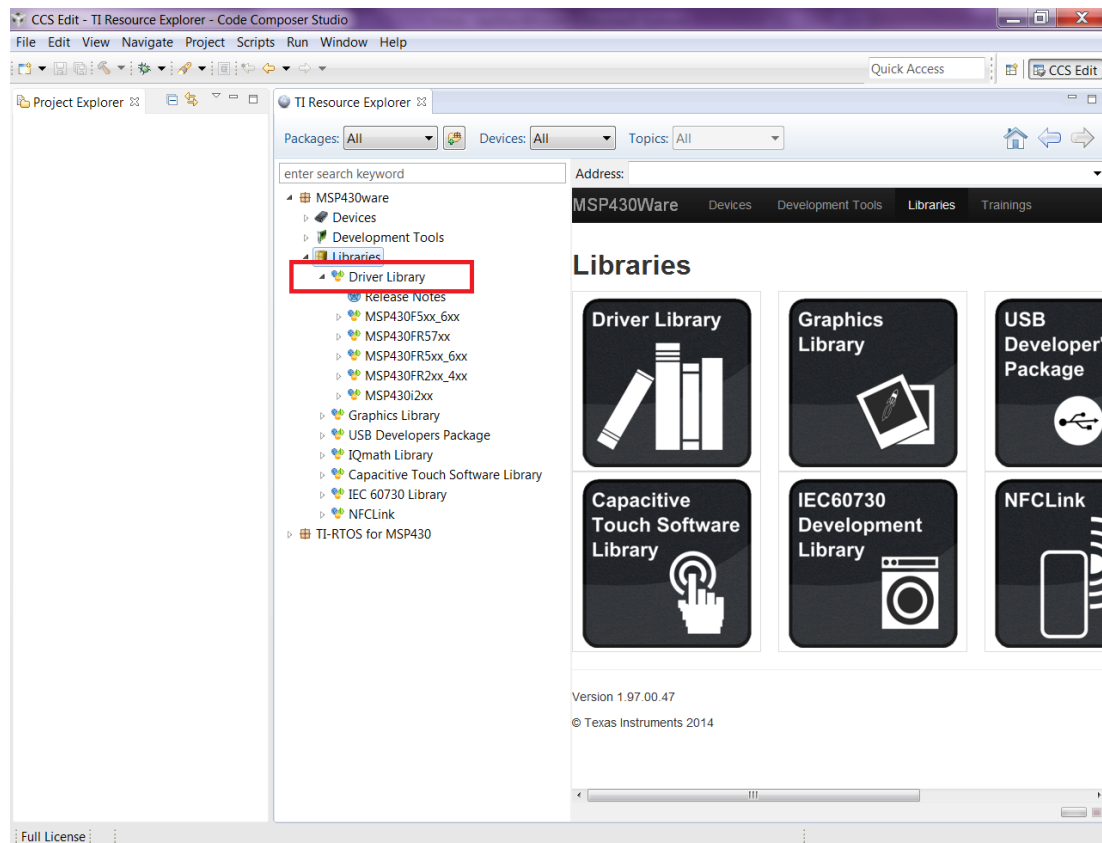 CCS Edit - TI Resource Explorer - Code Composer Studio
File Edit View Navigate Project Scripts Run Window Help
Quick Access
CCS Edit
Project Explorer
TI Resource Explorer
Packages: All
Devices: All
Topics: All
enter search keyword
Address:
MSP430ware
Devices
Development Tools
Libraries
Driver Library
Release Notes
MSP430F5xx_6xx
MSP430FR57xx
MSP430FR5xx_6xx
MSP430FR2xx_4xx
MSP430i2xx
Graphics Library
USB Developers Package
IQmath Library
Capacitive Touch Software Library
IEC 60730 Library
NFCLink
TI-RTOS for MSP430
MSP430Ware Devices Development Tools Libraries Trainings
Libraries
Driver Library
Graphics
Library
USB
Developer'
Package
Capacitive
Touch Software
Library
IEC60730
Development
Library
NFCLink
Version 1.97.00.47
© Texas Instruments 2014
Full License